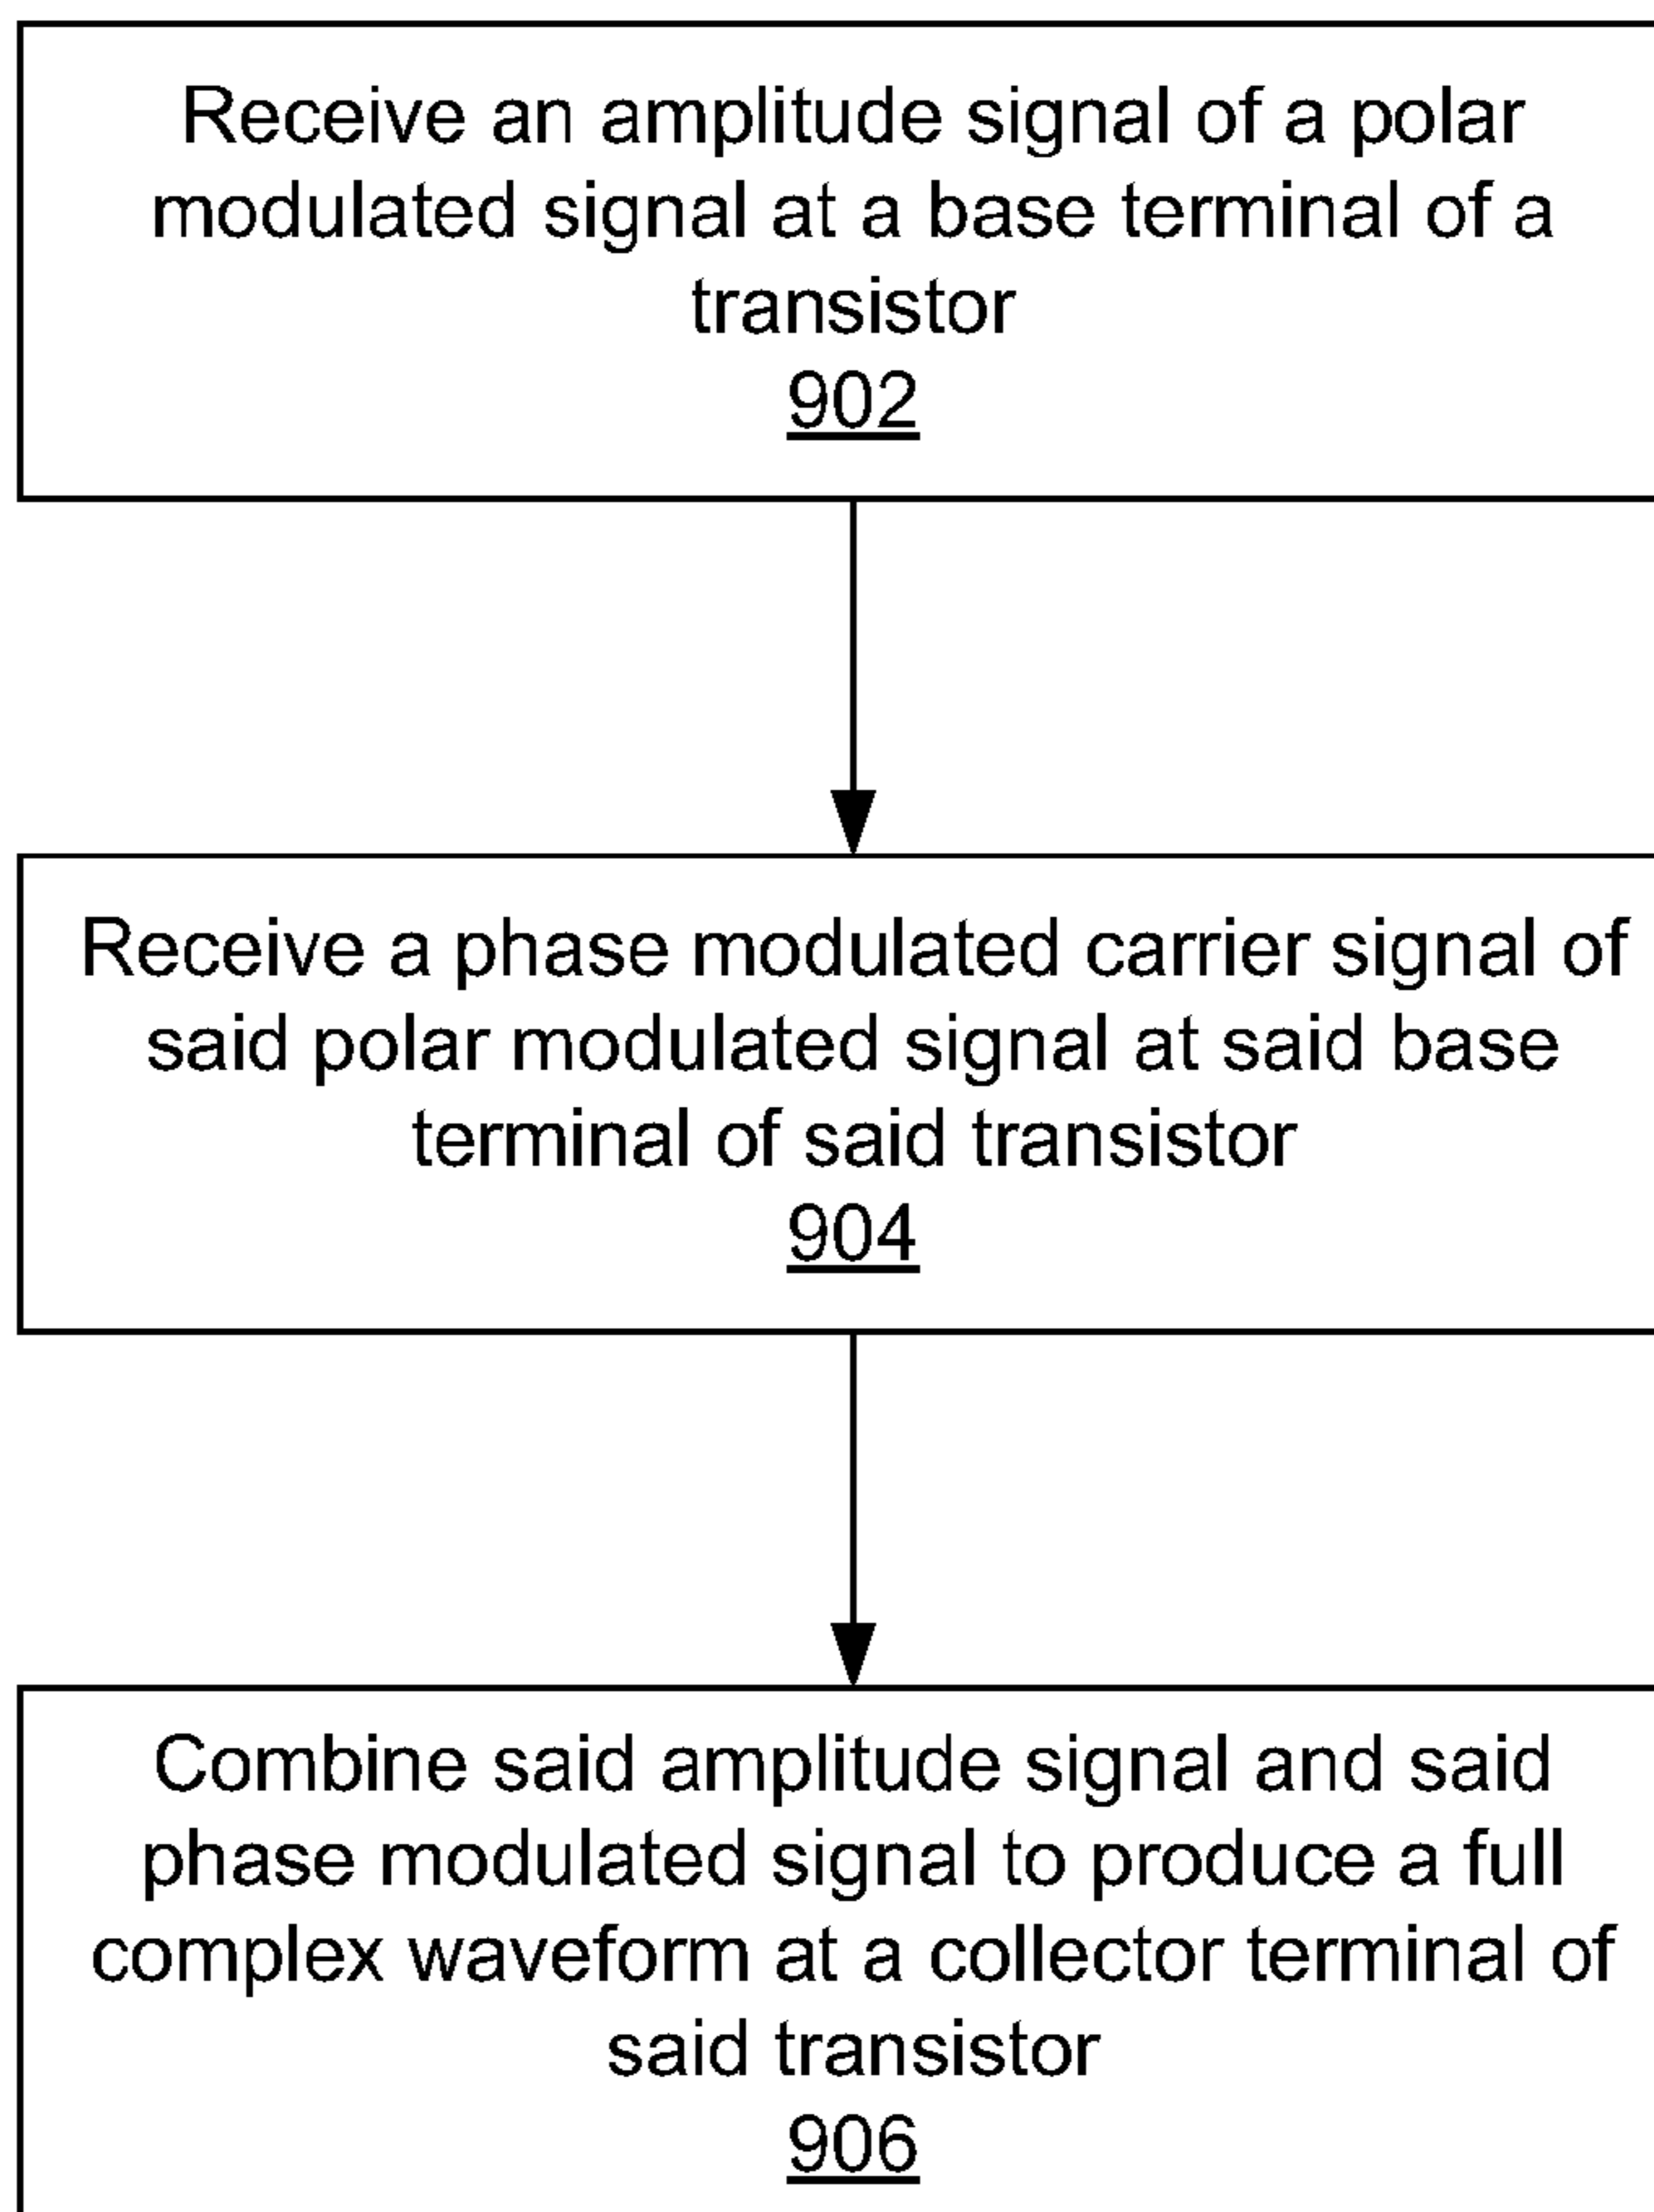 Receive an amplitude signal of a polar
modulated signal at a base terminal of a
transistor
902
Receive a phase modulated carrier signal of
said polar modulated signal at said base
terminal of said transistor
904
Combine said amplitude signal and said
phase modulated signal to produce a full
complex waveform at a collector terminal of
said transistor
906